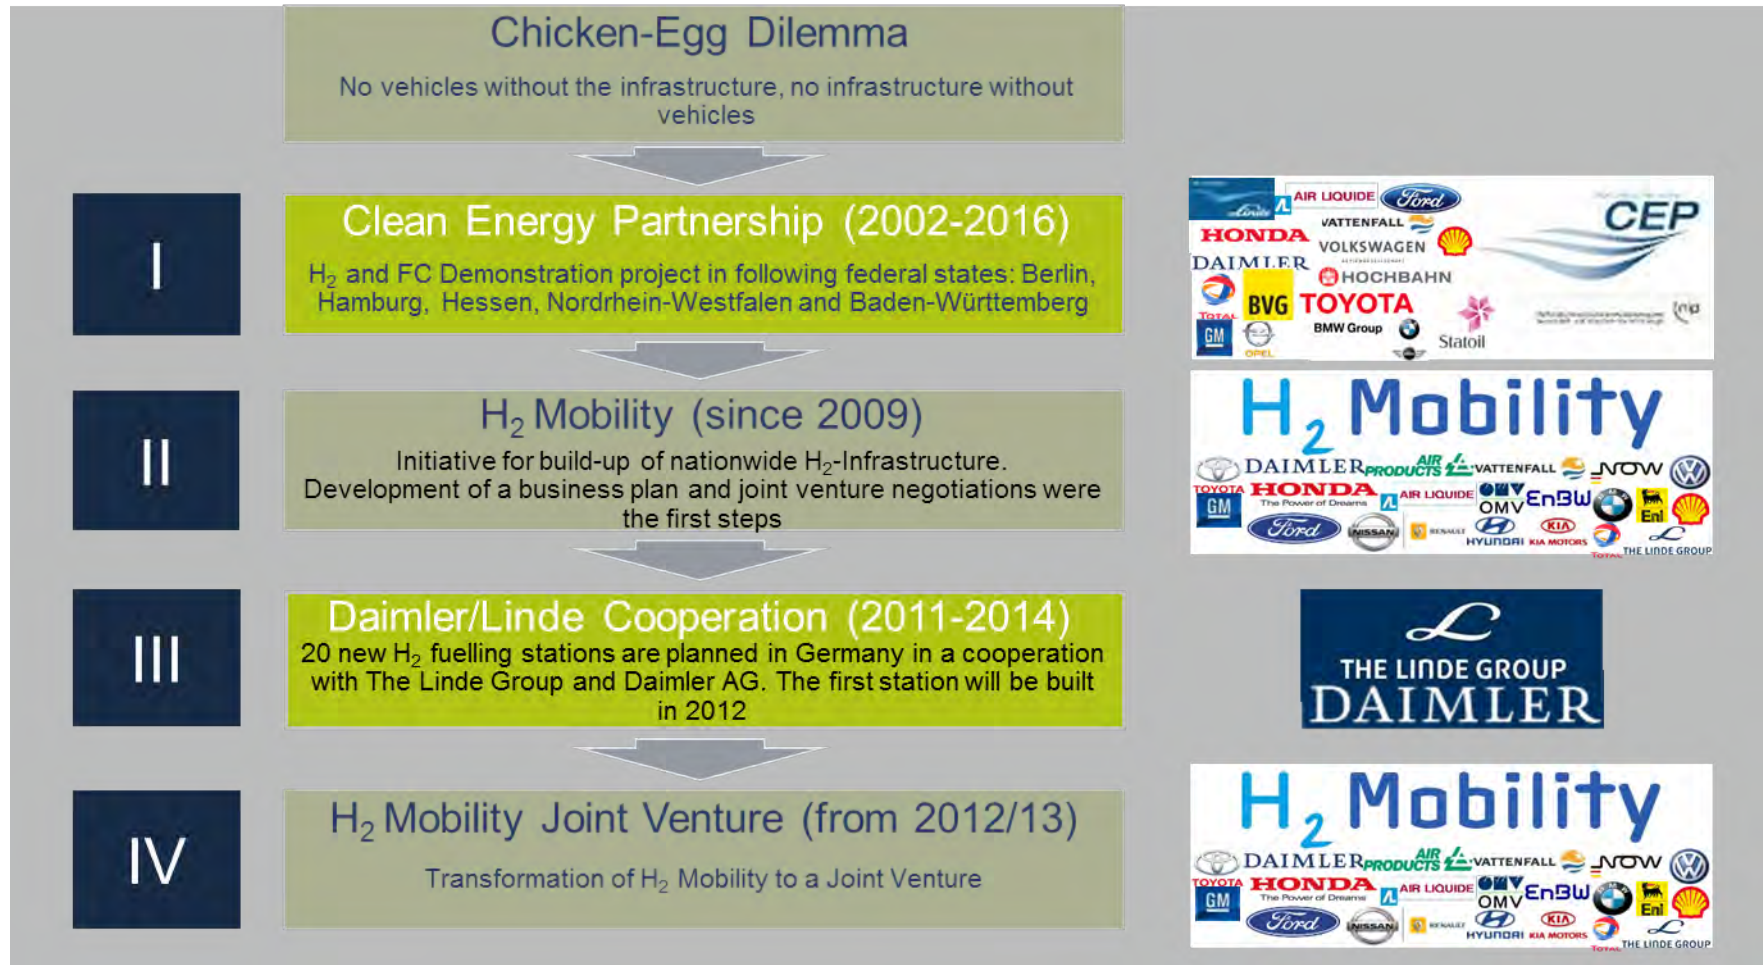 Chicken-Egg Dilemma
No vehicles without the infrastructure, no infrastructure without
vehicles
I
Clean Energy Partnership (2002-2016)
H₂ and FC Demonstration project in following federal states: Berlin,
Hamburg, Hessen, Nordrhein-Westfalen and Baden-Württemberg
Linde
AIR LIQUIDE
Ford
CEP
VATTENFALL
HONDA
VOLKSWAGEN
DAIMLER
HOCHBAHN
TOTAL
BVG
TOYOTA
GM
OPEL
BMW Group
Statoil
II
H₂ Mobility (since 2009)
Initiative for build-up of nationwide H₂-Infrastructure.
Development of a business plan and joint venture negotiations were
the first steps
H₂ Mobility
TOYOTA
DAIMLER
AIR
PRODUCTS
VATTENFALL
NOW
GM
HONDA
The Power of Dreams
AIR LIQUIDE
OMV
EnBW
BMW
Eni
Ford
NISSAN
RENAULT
HYUNDAI
KIA
KIA MOTORS
TOTAL
THE LINDE GROUP
III
Daimler/Linde Cooperation (2011-2014)
20 new H₂ fuelling stations are planned in Germany in a cooperation
with The Linde Group and Daimler AG. The first station will be built
in 2012
THE LINDE GROUP
DAIMLER
IV
H₂ Mobility Joint Venture (from 2012/13)
Transformation of H₂ Mobility to a Joint Venture
H₂ Mobility
TOYOTA
DAIMLER
AIR
PRODUCTS
VATTENFALL
NOW
GM
HONDA
The Power of Dreams
AIR LIQUIDE
OMV
EnBW
BMW
Eni
Ford
NISSAN
RENAULT
HYUNDAI
KIA
KIA MOTORS
TOTAL
THE LINDE GROUP